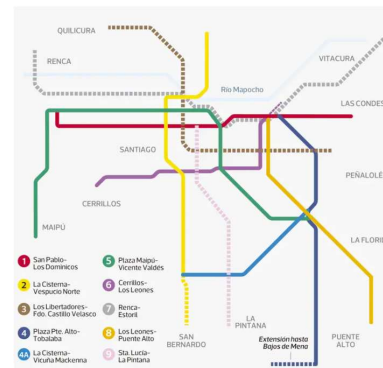 QUILICURA
RENCA
VITACURA
Río Mapocho
LAS CONDES
SANTIAGO
PEÑALOLÉ
CERRILLOS
MAIPÚ
LA FLORI
1 San Pablo-
Los Dominicos
2 La Cisterna-
Vespucio Norte
3 Los Libertadores-
Fdo. Castillo Velasco
4 Plaza Pte. Alto-
Tobalaba
4A La Cisterna-
Vicuña Mackenna
5 Plaza Maipú-
Vicente Valdés
6 Cerrillos-
Los Leones
7 Renca-
Estoril
8 Los Leones-
Puente Alto
9 Sta. Lucía-
La Pintana
SAN
BERNARDO
LA
PINTANA
Extensión hasta
Bajos de Mena
PUENTE
ALTO